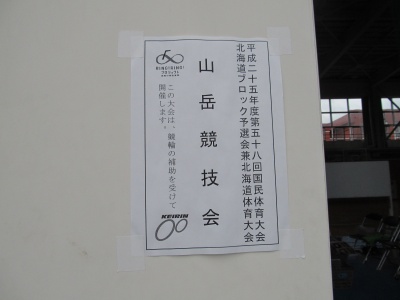 平成二十五年度第五十八回国民体育大会
北海道ブロック予選会兼北海道体育大会
山岳競技会
この大会は、競輪の補助を受けて
開催します。
KEIRIN